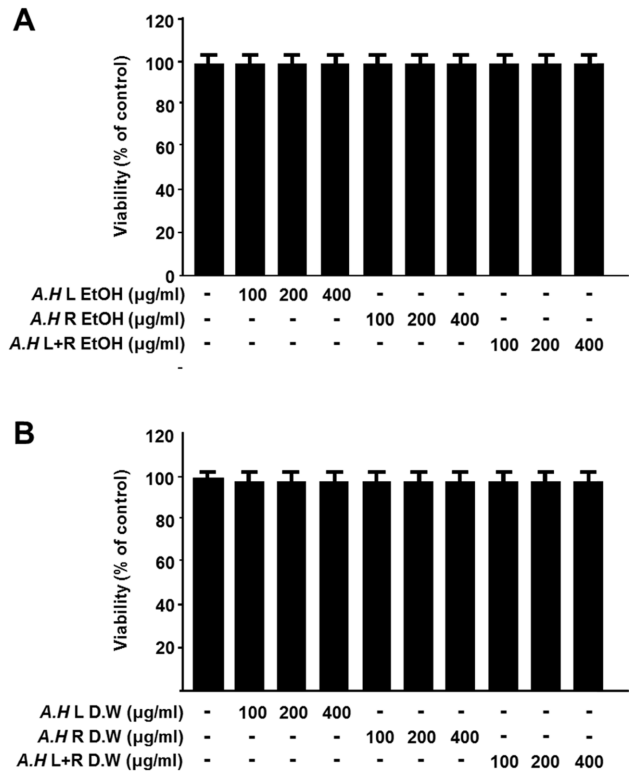 A
120
100
80
60
40
20
0
Viability (% of control)
A.H L EtOH (µg/ml) - 100 200 400 - - - - - -
A.H R EtOH (µg/ml) - - - - 100 200 400 - - -
A.H L+R EtOH (µg/ml) - - - - - - - 100 200 400
-
B
120
100
80
60
40
20
Viability (% of control)
A.H L D.W (µg/ml) - 100 200 400 - - - - - -
A.H R D.W (µg/ml) - - - - 100 200 400 - - -
A.H L+R D.W (µg/ml) - - - - - - - 100 200 400